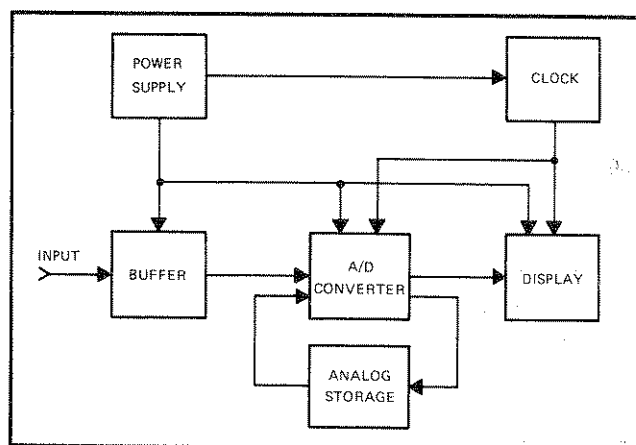 POWER
SUPPLY
CLOCK
INPUT
BUFFER
A/D
CONVERTER
DISPLAY
ANALOG
STORAGE